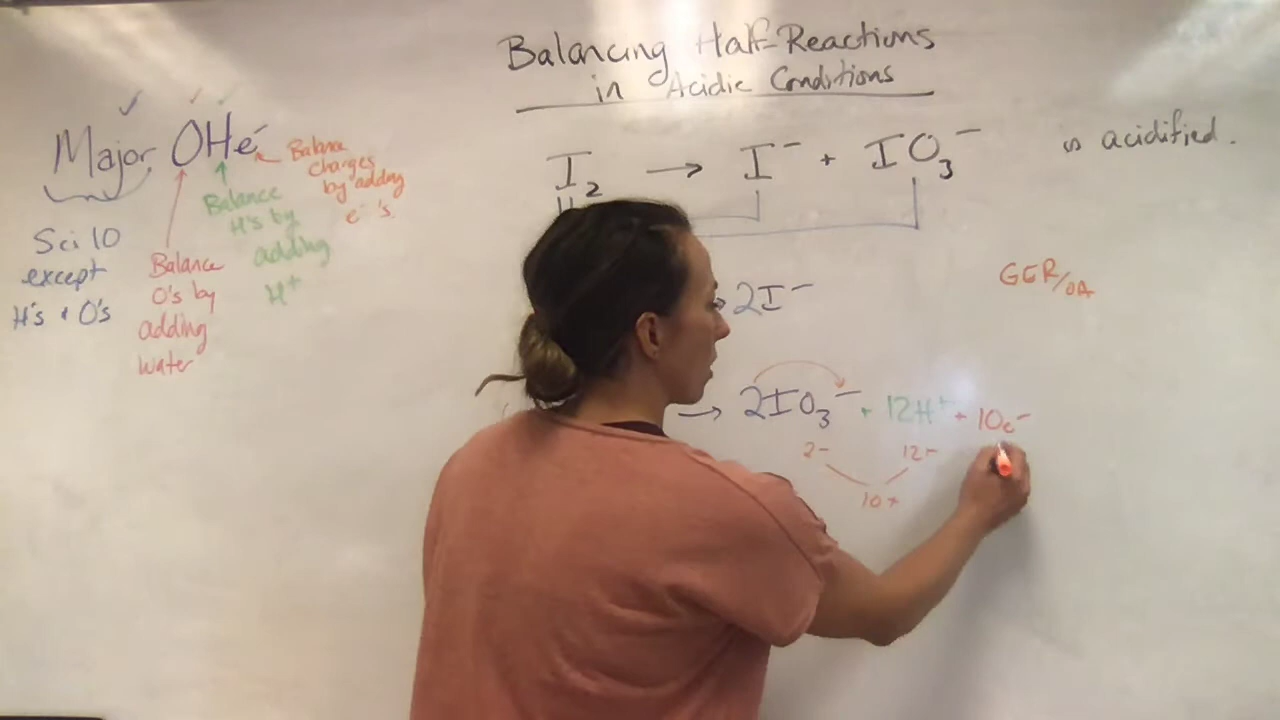 Balancing Half-Reactions
in Acidic Conditions
Major OHe⁻
Sci 10
except
H's + O's
Balance
O's by
adding
water
Balance
H's by
adding
H⁺
Balance
charges
by adding
e⁻'s.
I₂ → I⁻ + IO₃⁻
is acidified.
2I⁻
GER/OA
→ 2IO₃⁻ + 12H⁺ + 10e⁻
2- 12+
10+